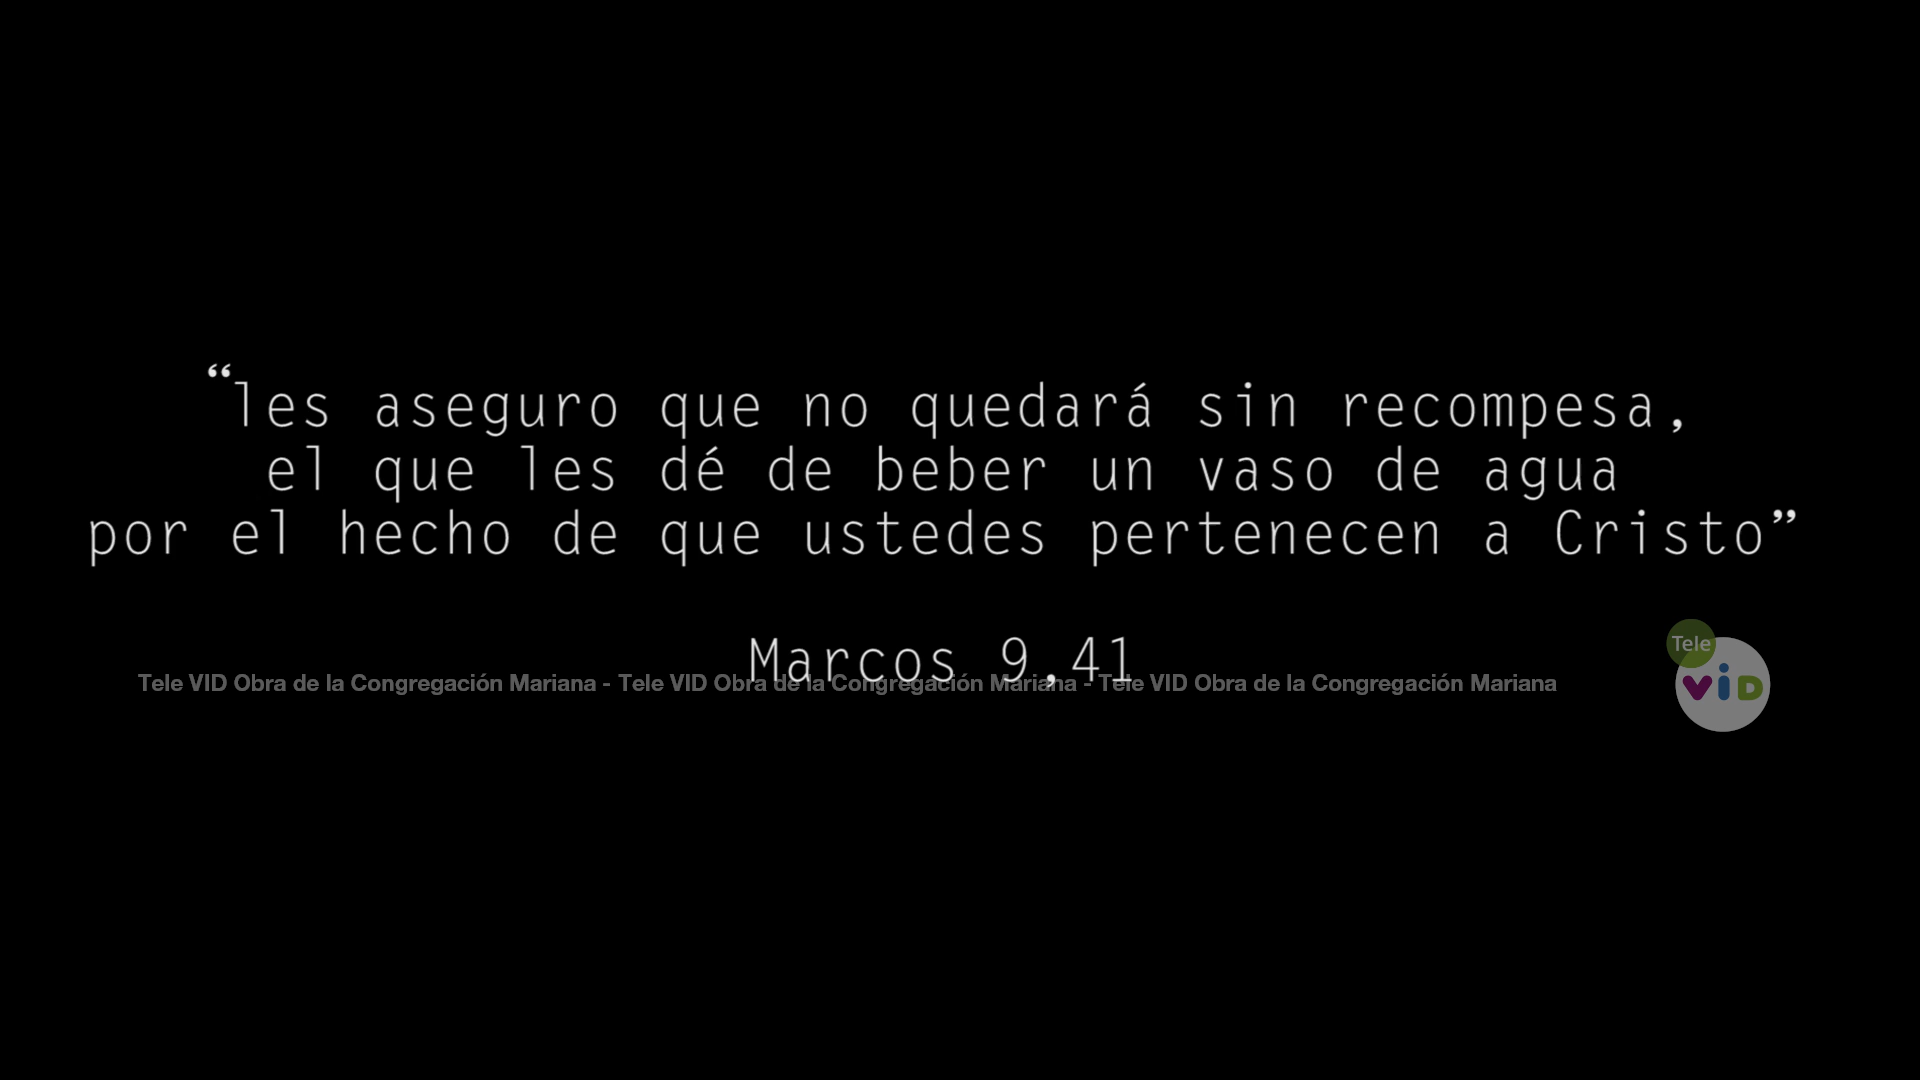 “les aseguro que no quedará sin recompesa,
el que les dé de beber un vaso de agua
por el hecho de que ustedes pertenecen a Cristo”
Marcos 9,41
Tele VID Obra de la Congregación Mariana - Tele VID Obra de la Congregación Mariana - Tele VID Obra de la Congregación Mariana
Tele
ViD